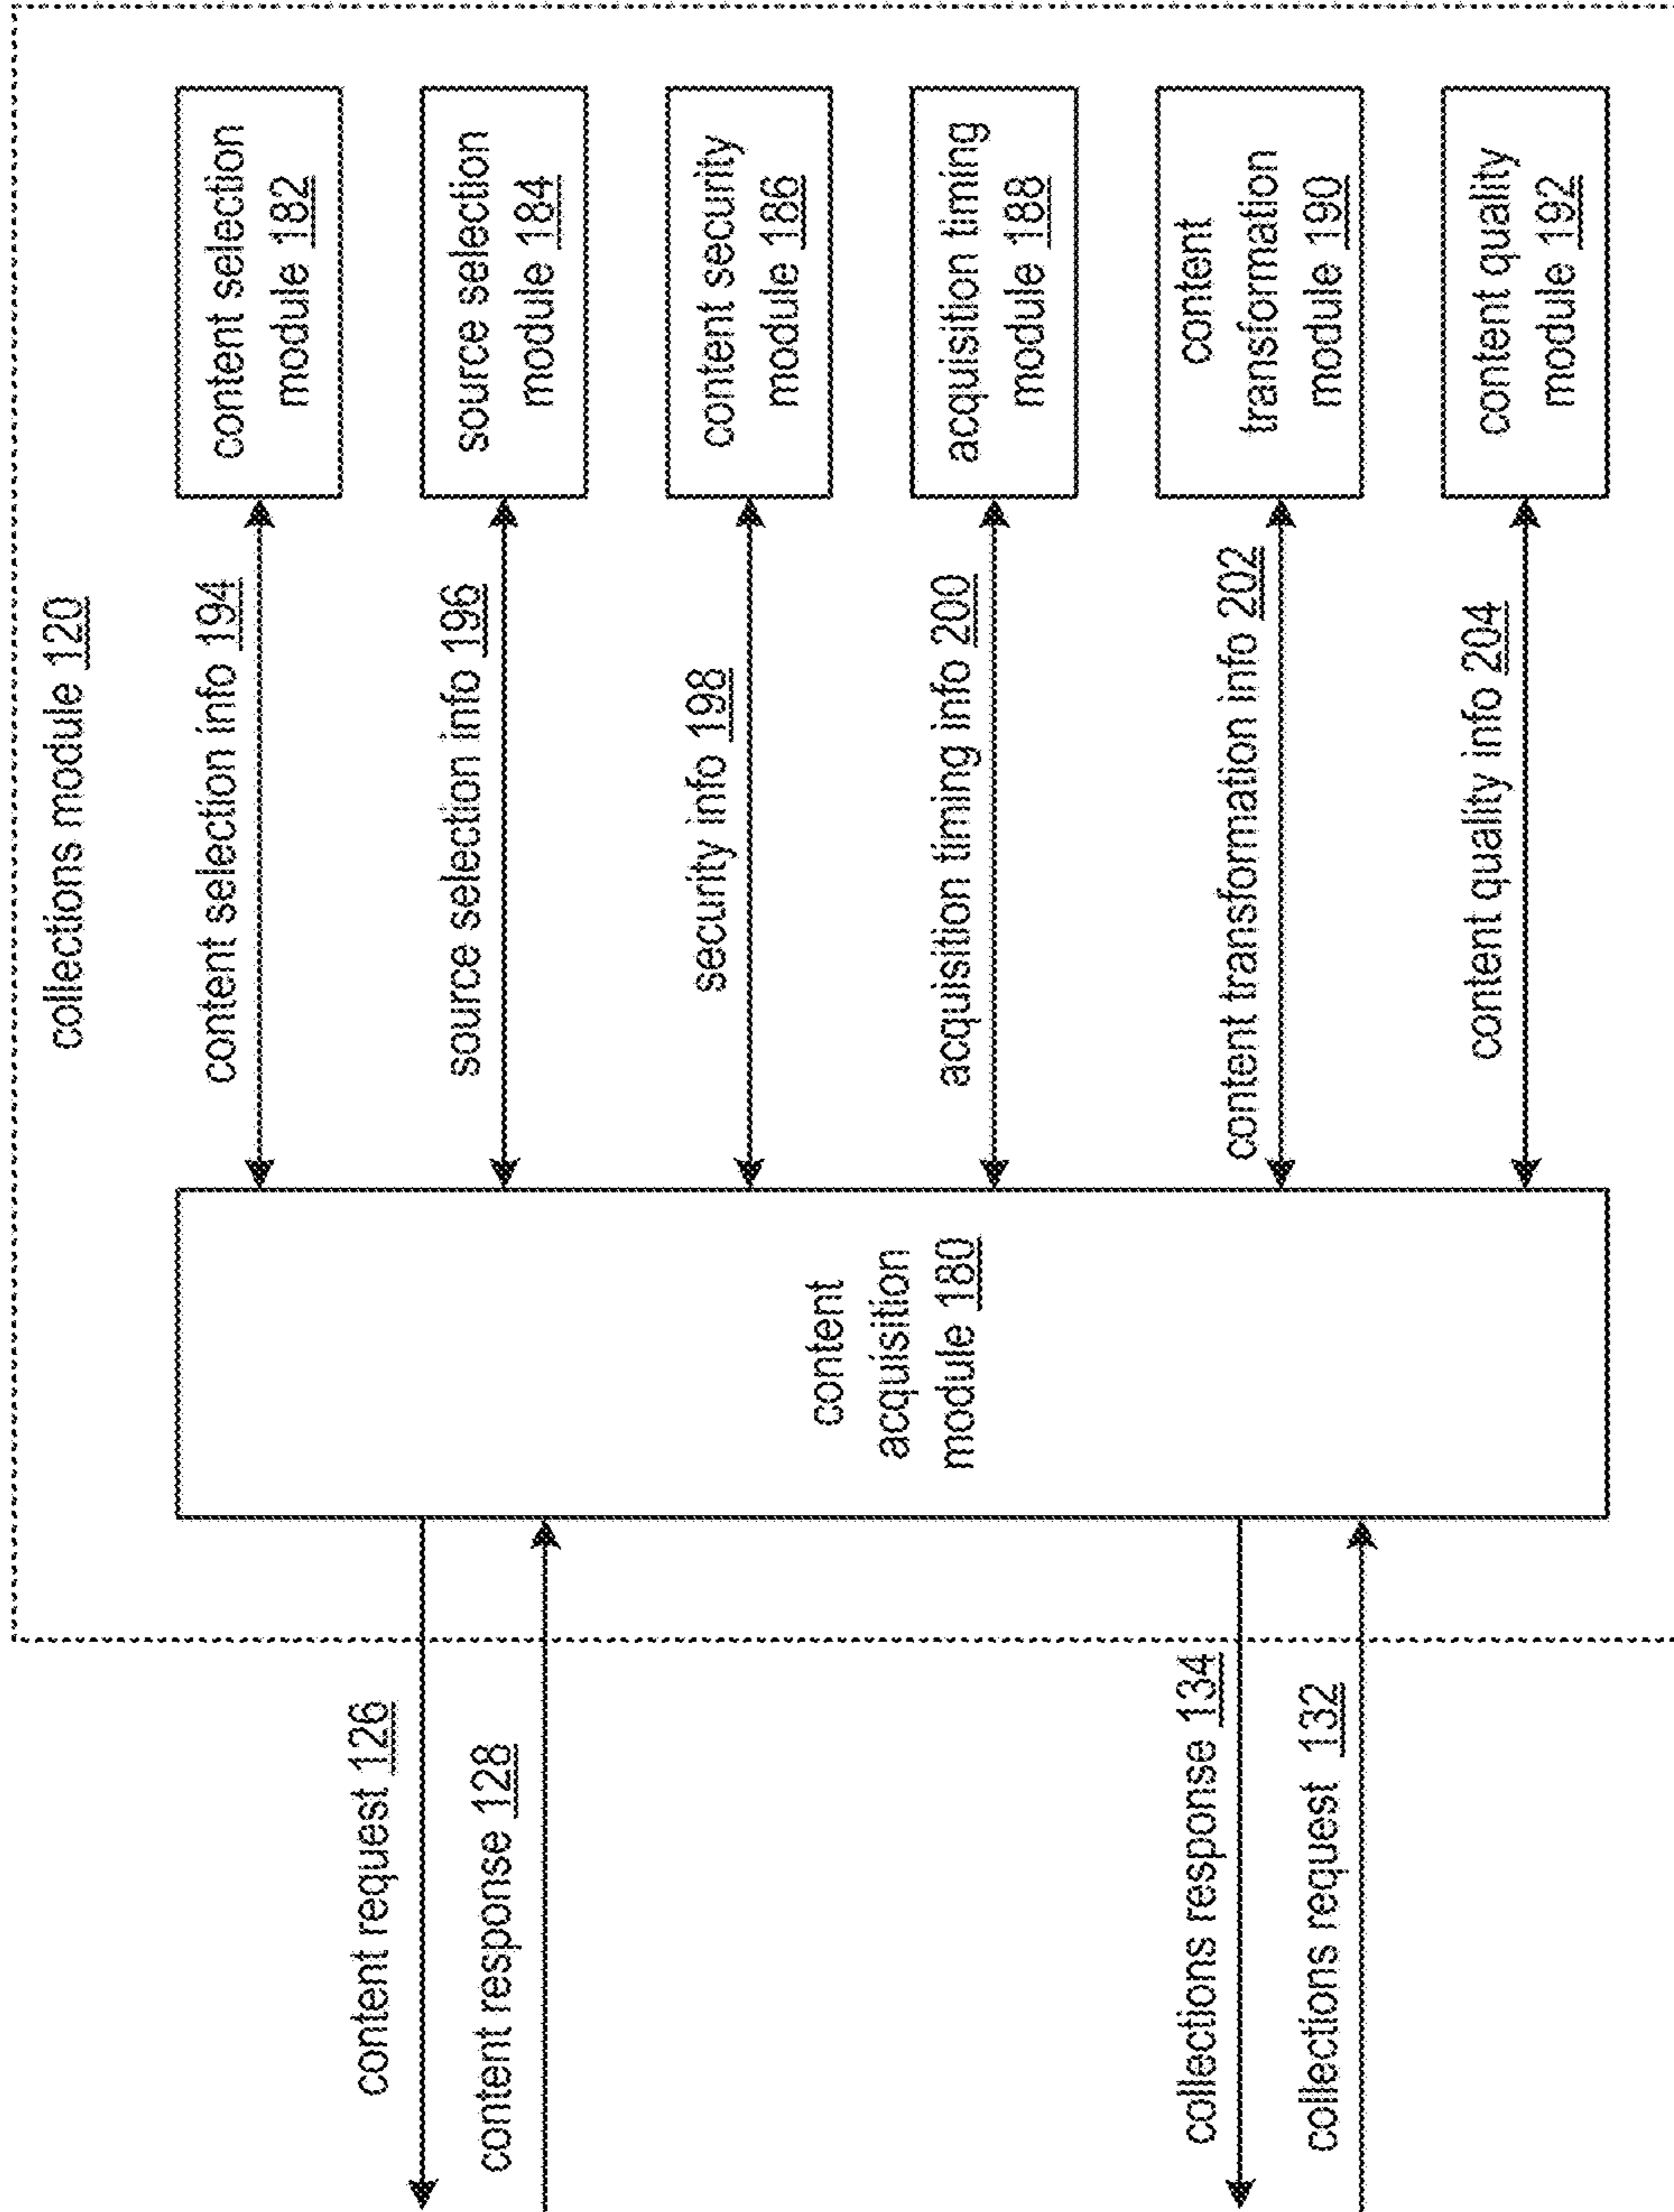 collections module 120
content request 126
content response 128
collections response 134
collections request 132
content
acquisition
module 180
content selection info 194
source selection info 196
security info 198
acquisition timing info 200
content transformation info 202
content quality info 204
content selection
module 182
source selection
module 184
content security
module 186
acquisition timing
module 188
content
transformation
module 190
content quality
module 192